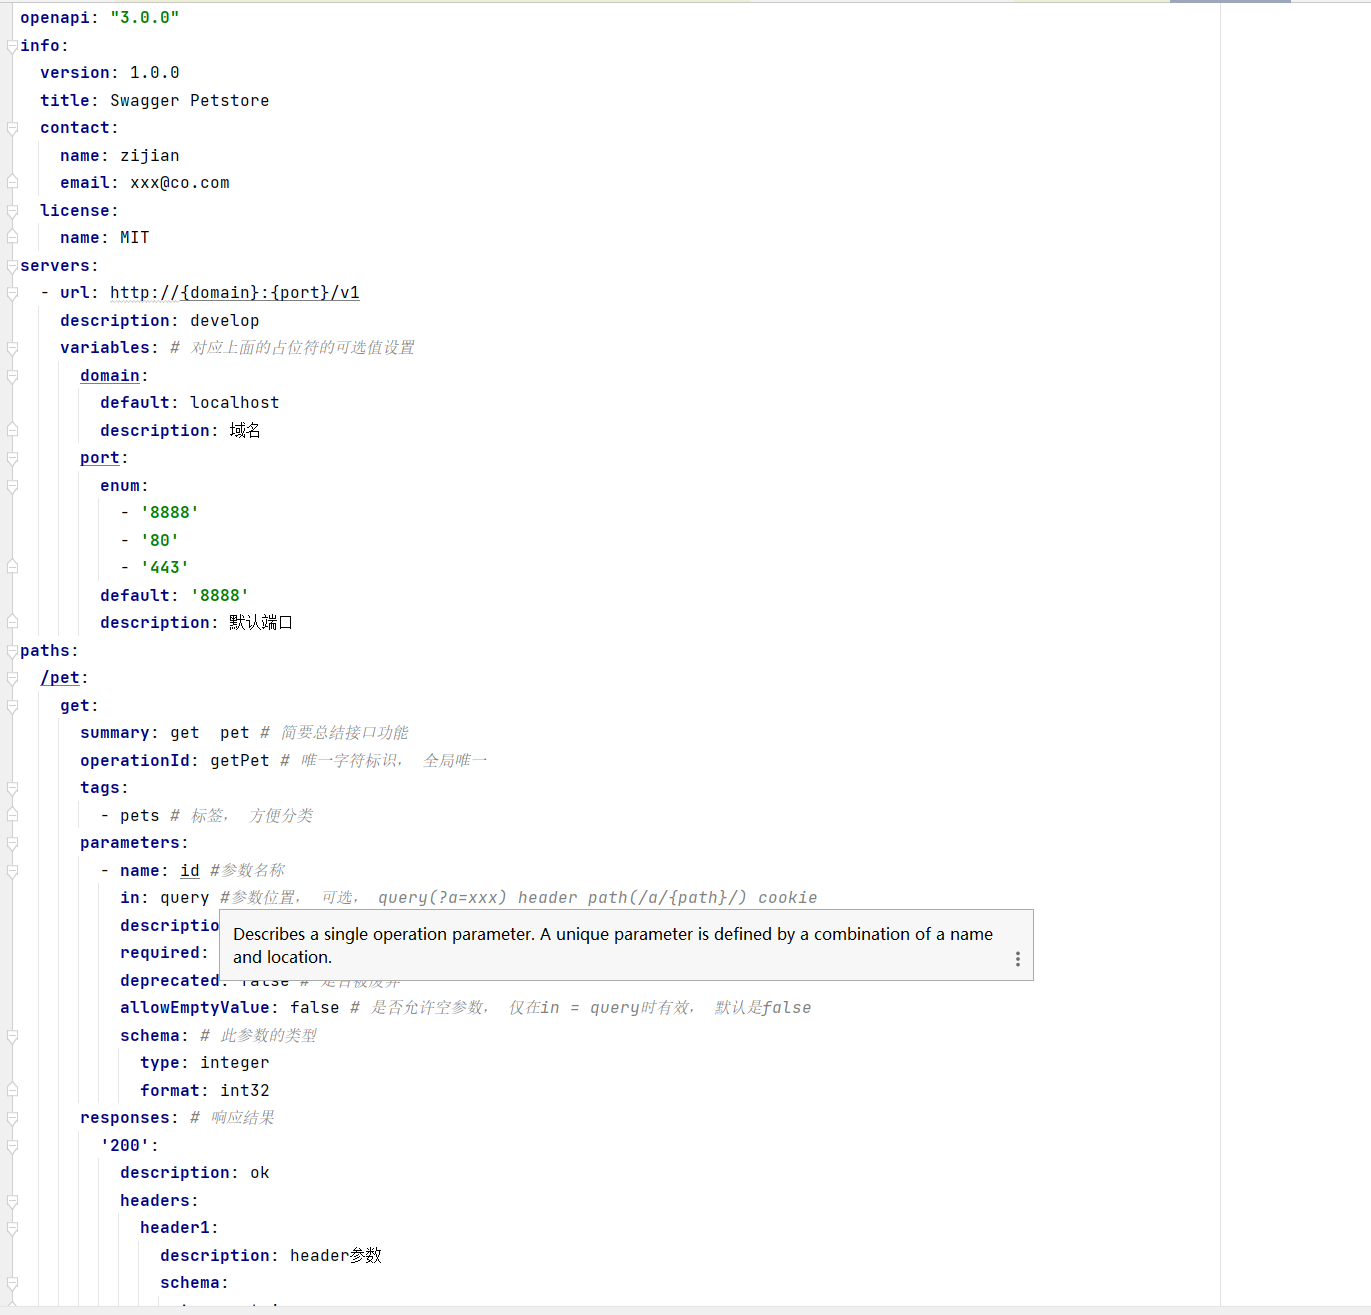 openapi: "3.0.0"
info:
  version: 1.0.0
  title: Swagger Petstore
  contact:
    name: zijian
    email: xxx@co.com
  license:
    name: MIT
servers:
  - url: http://{domain}:{port}/v1
    description: develop
    variables: # 对应上面的占位符的可选值设置
      domain:
        default: localhost
        description: 域名
      port:
        enum:
          - '8888'
          - '80'
          - '443'
        default: '8888'
        description: 默认端口
paths:
  /pet:
    get:
      summary: get  pet # 简要总结接口功能
      operationId: getPet # 唯一字符标识， 全局唯一
      tags:
        - pets # 标签， 方便分类
      parameters:
        - name: id #参数名称
          in: query #参数位置， 可选， query(?a=xxx) header path(/a/{path}/) cookie
          descriptio
Describes a single operation parameter. A unique parameter is defined by a combination of a name
          required:
and location.
          deprecated: false # 是否被废弃
          allowEmptyValue: false # 是否允许空参数， 仅在in = query时有效， 默认是false
          schema: # 此参数的类型
            type: integer
            format: int32
      responses: # 响应结果
        '200':
          description: ok
          headers:
            header1:
              description: header参数
              schema: